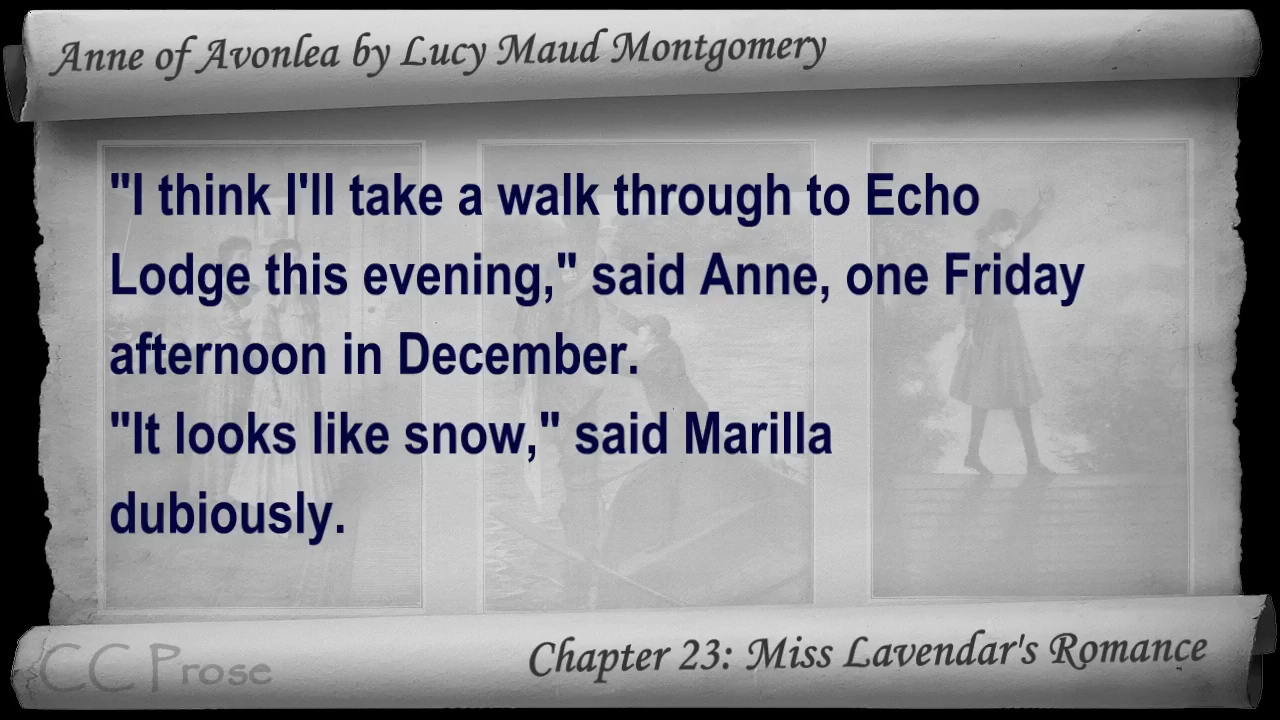 Anne of Avonlea by Lucy Maud Montgomery
"I think I'll take a walk through to Echo
Lodge this evening," said Anne, one Friday
afternoon in December.
"It looks like snow," said Marilla
dubiously.
CC Prose
Chapter 23: Miss Lavendar's Romance